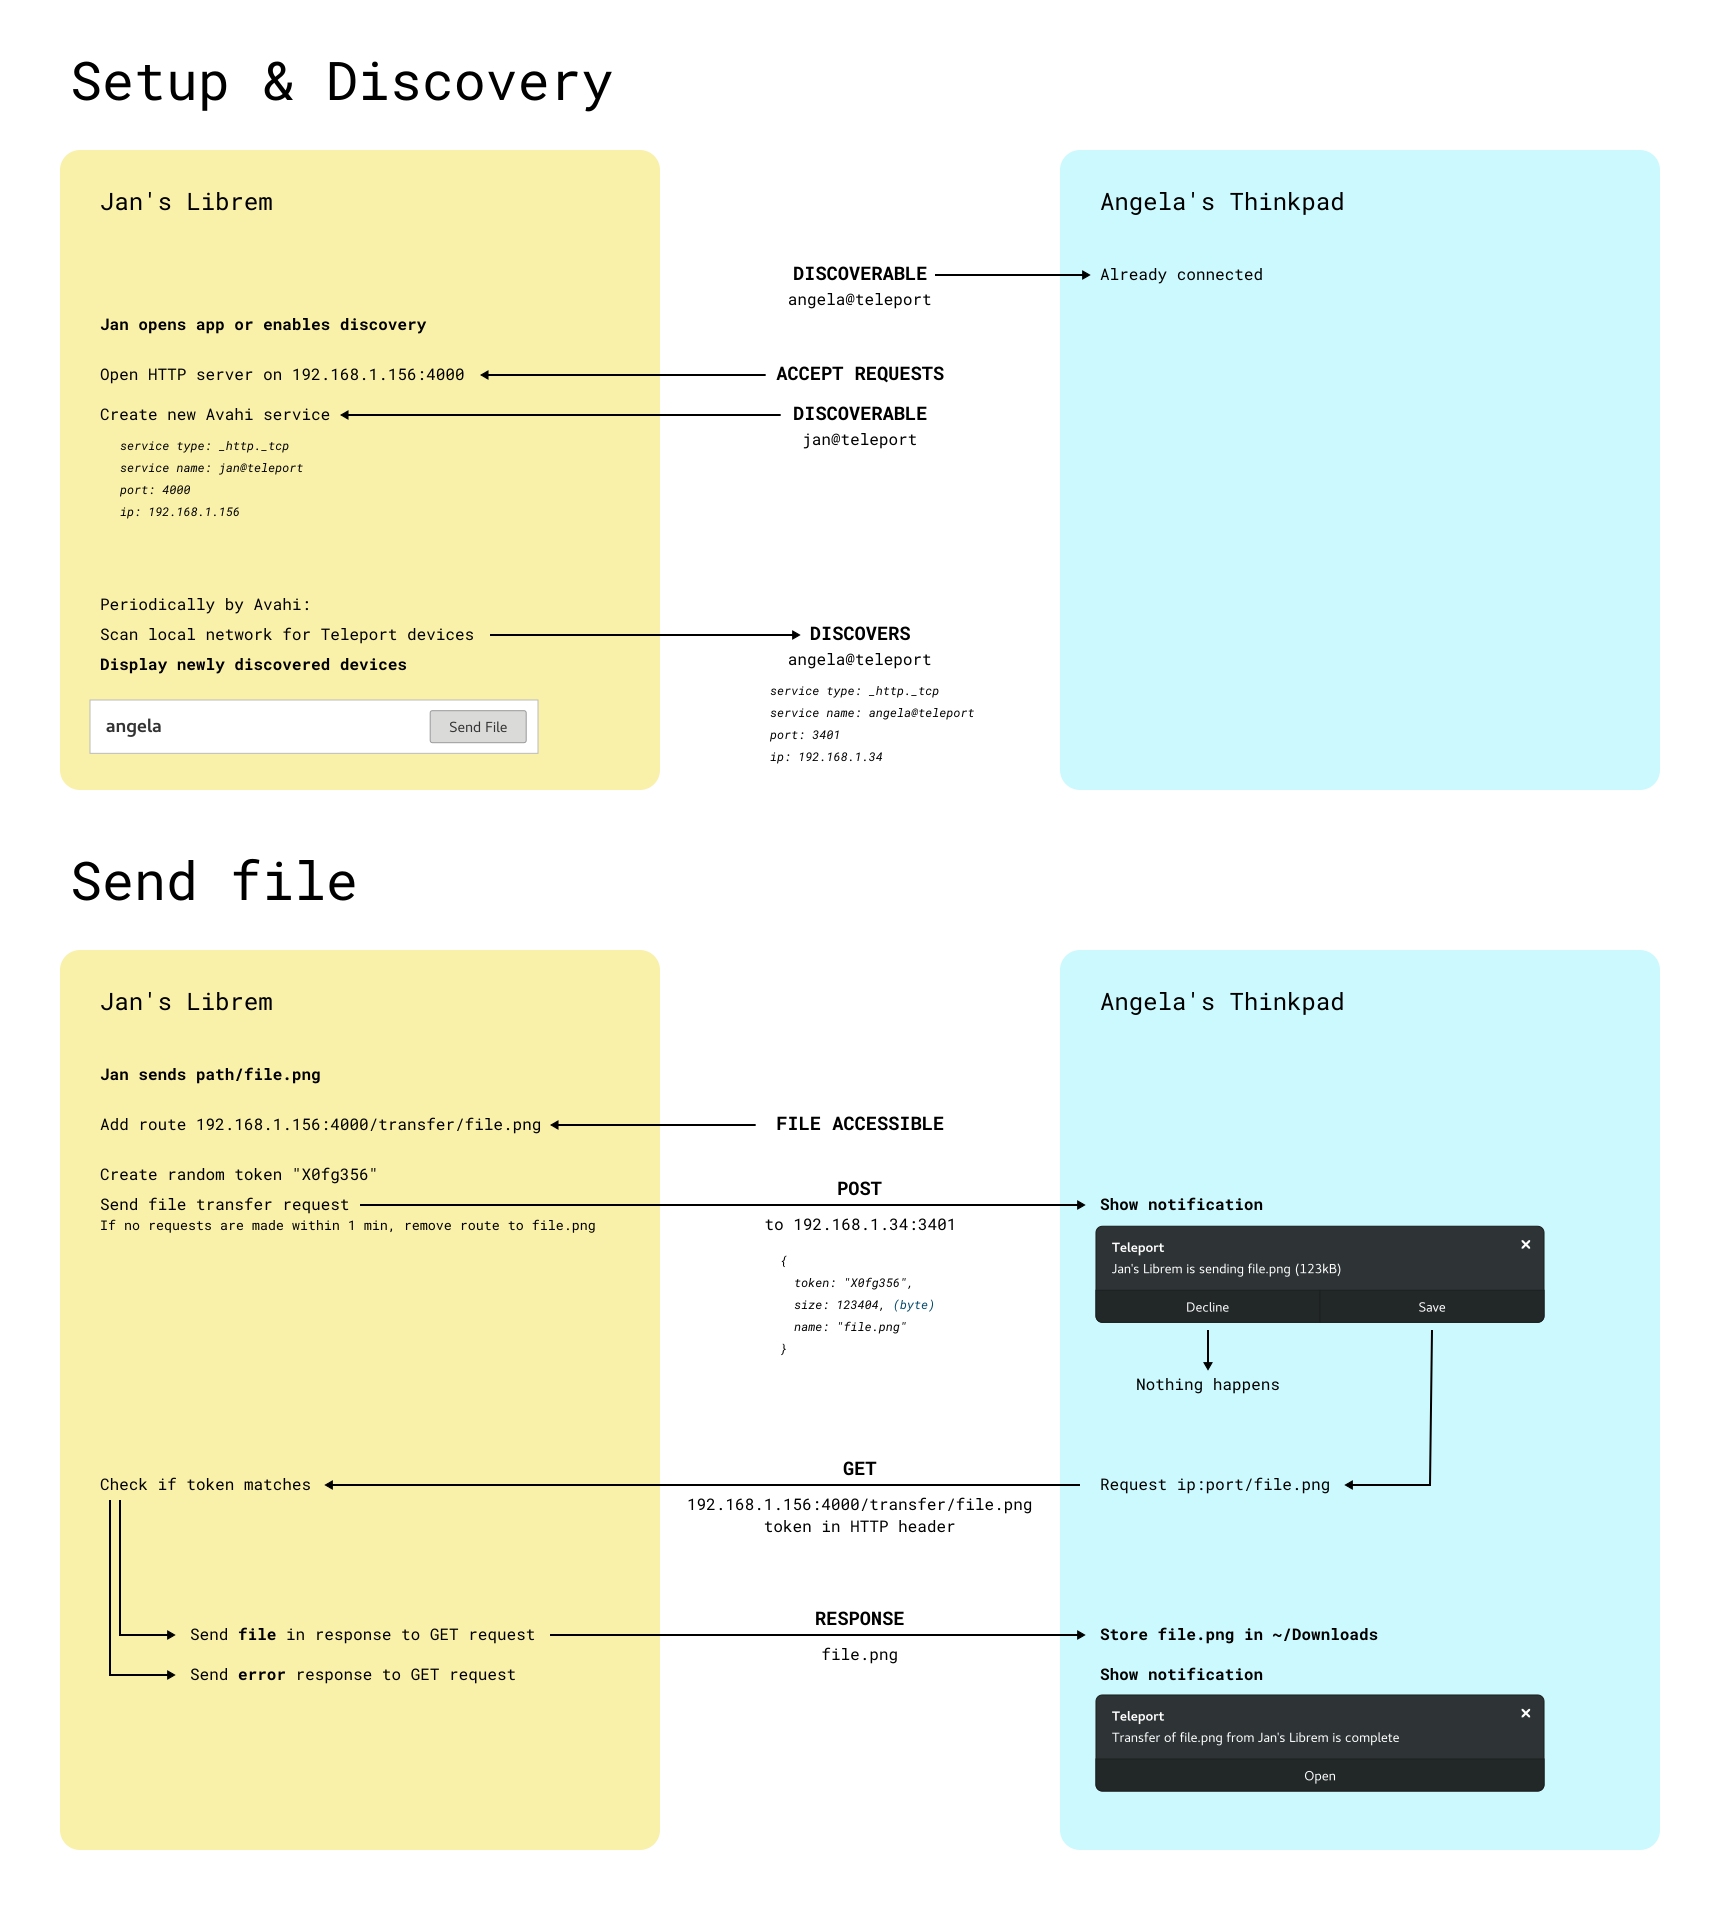 Setup & Discovery
Jan's Librem
Angela's Thinkpad
DISCOVERABLE
Already connected
angela@teleport
Jan opens app or enables discovery
Open HTTP server on 192.168.1.156:4000
ACCEPT REQUESTS
Create new Avahi service
DISCOVERABLE
jan@teleport
service type: _http._tcp
service name: jan@teleport
port: 4000
ip: 192.168.1.156
Periodically by Avahi:
Scan local network for Teleport devices
DISCOVERS
Display newly discovered devices
angela@teleport
service type: _http._tcp
service name: angela@teleport
port: 3401
ip: 192.168.1.34
angela
Send File
Send file
Jan's Librem
Angela's Thinkpad
Jan sends path/file.png
Add route 192.168.1.156:4000/transfer/file.png
FILE ACCESSIBLE
Create random token "X0fg356"
Send file transfer request
If no requests are made within 1 min, remove route to file.png
POST
to 192.168.1.34:3401
{
token: "X0fg356",
size: 123404, (byte)
name: "file.png"
}
Show notification
Teleport
Jan's Librem is sending file.png (123kB)
Decline
Save
Nothing happens
Check if token matches
GET
192.168.1.156:4000/transfer/file.png
token in HTTP header
Request ip:port/file.png
Send file in response to GET request
RESPONSE
file.png
Store file.png in ~/Downloads
Send error response to GET request
Show notification
Teleport
Transfer of file.png from Jan's Librem is complete
Open